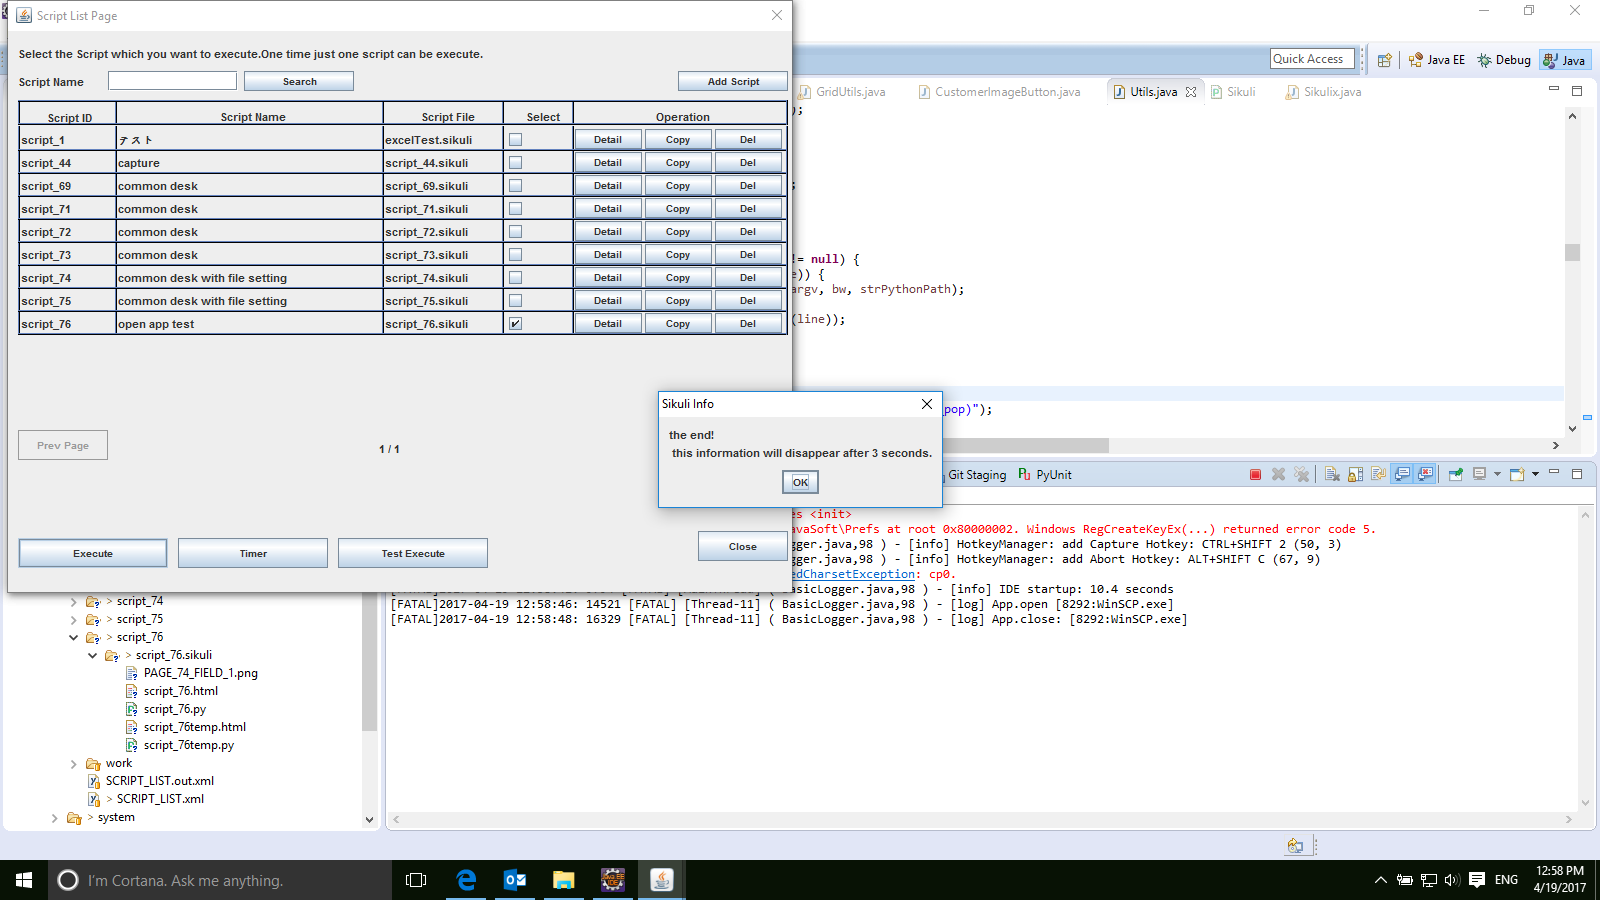 Script List Page
Select the Script which you want to execute.One time just one script can be execute.
Script Name
Search
Add Script
Script ID Script Name Script File Select Operation
script_1 テスト excelTest.sikuli Detail Copy Del
script_44 capture script_44.sikuli Detail Copy Del
script_69 common desk script_69.sikuli Detail Copy Del
script_71 common desk script_71.sikuli Detail Copy Del
script_72 common desk script_72.sikuli Detail Copy Del
script_73 common desk script_73.sikuli Detail Copy Del
script_74 common desk with file setting script_74.sikuli Detail Copy Del
script_75 common desk with file setting script_75.sikuli Detail Copy Del
script_76 open app test script_76.sikuli Detail Copy Del
Prev Page
1 / 1
Execute
Timer
Test Execute
Close
Sikuli Info
the end!
this information will disappear after 3 seconds.
OK
Quick Access
Java EE
Debug
Java
GridUtils.java
CustomerImageButton.java
Utils.java
Sikuli
Sikulix.java
;
;
!= null) {
e)) {
argv, bw, strPythonPath);
(line));
pop)");
Git Staging
PyUnit
es <init>
avaSoft\Prefs at root 0x80000002. Windows RegCreateKeyEx(...) returned error code 5.
gger.java,98 ) - [info] HotkeyManager: add Capture Hotkey: CTRL+SHIFT 2 (50, 3)
gger.java,98 ) - [info] HotkeyManager: add Abort Hotkey: ALT+SHIFT C (67, 9)
edCharsetException: cp0.
ger.java,98 ) - [info] IDE startup: 10.4 seconds
[FATAL]2017-04-19 12:58:46: 14521 [FATAL] [Thread-11] ( BasicLogger.java,98 ) - [log] App.open [8292:WinSCP.exe]
[FATAL]2017-04-19 12:58:48: 16329 [FATAL] [Thread-11] ( BasicLogger.java,98 ) - [log] App.close: [8292:WinSCP.exe]
> script_74
> script_75
> script_76
> script_76.sikuli
PAGE_74_FIELD_1.png
script_76.html
script_76.py
script_76temp.html
script_76temp.py
work
SCRIPT_LIST.out.xml
> SCRIPT_LIST.xml
> system
I'm Cortana. Ask me anything.
ENG
12:58 PM
4/19/2017